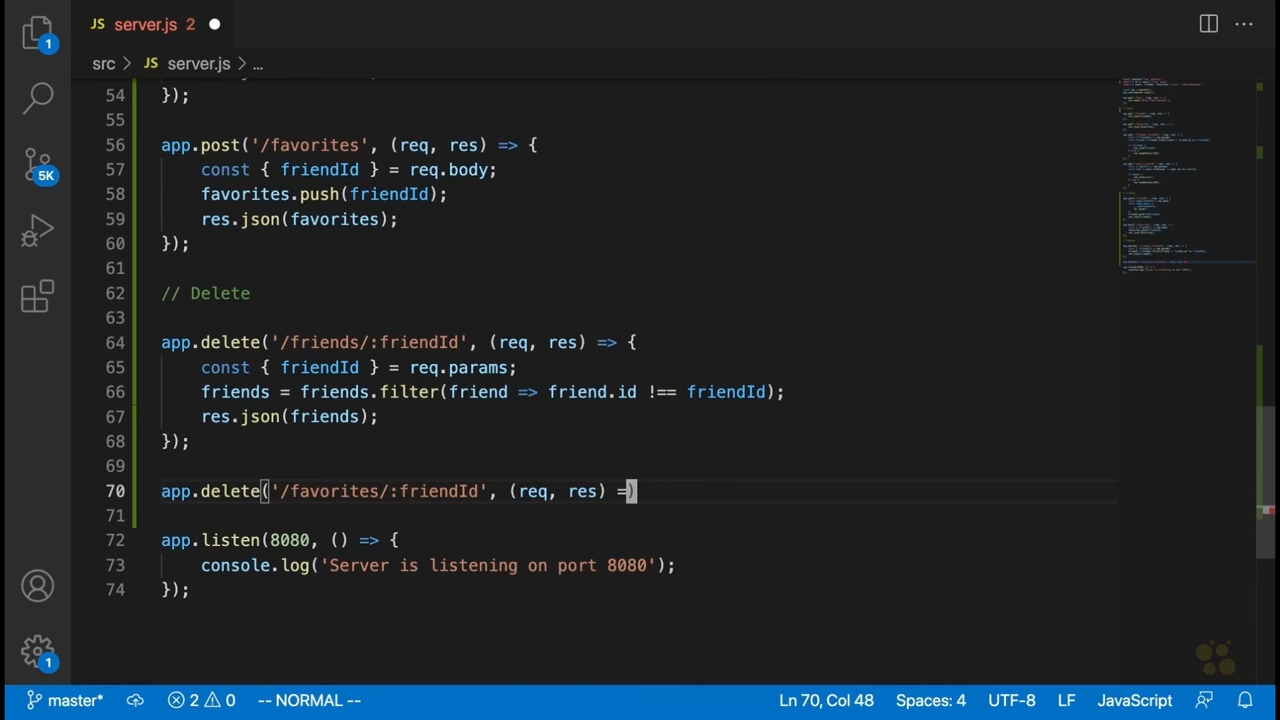 JS server.js 2
1
src > JS server.js > ...
54 });
55
56 app.post('/favorites', (req, res) => {
57 const { friendId } = req.body;
58 favorites.push(friendId);
59 res.json(favorites);
60 });
61
62 // Delete
63
64 app.delete('/friends/:friendId', (req, res) => {
65 const { friendId } = req.params;
66 friends = friends.filter(friend => friend.id !== friendId);
67 res.json(friends);
68 });
69
70 app.delete('/favorites/:friendId', (req, res) =)
71
72 app.listen(8080, () => {
73 console.log('Server is listening on port 8080');
74 });
5K
1
master* 2 0 -- NORMAL -- Ln 70, Col 48 Spaces: 4 UTF-8 LF JavaScript